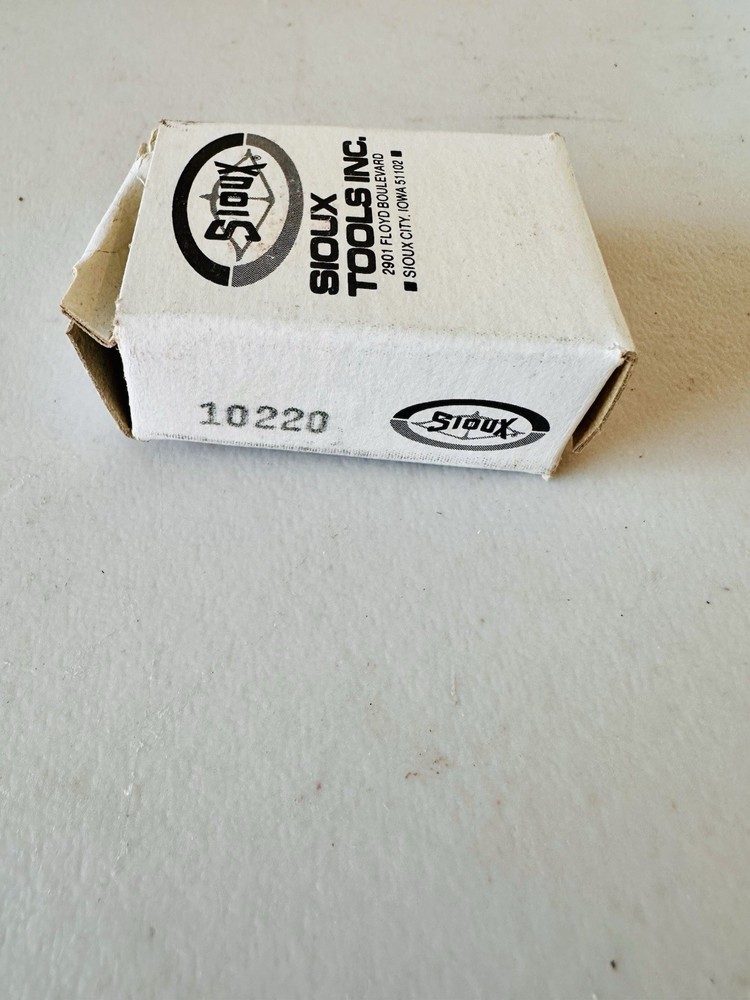 SIOUX®
SIOUX
TOOLS INC.
2901 FLOYD BOULEVARD
■ SIOUX CITY, IOWA 51102 ■
10220
SIOUX